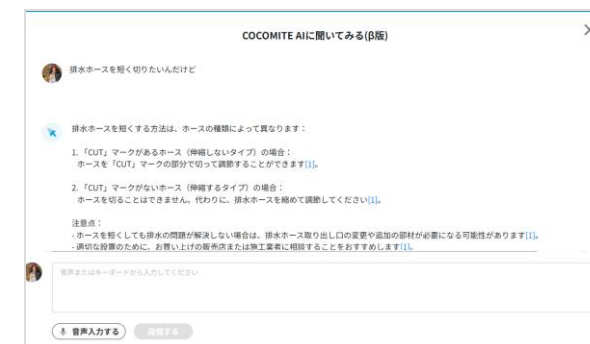 COCOMITE AIに聞いてみる(β版)
排水ホースを短く切りたいんだけど
排水ホースを短くする方法は、ホースの種類によって異なります：
1. 「CUT」マークがあるホース（伸縮しないタイプ）の場合：
ホースを「CUT」マークの部分で切って調節することができます[1]。
2. 「CUT」マークがないホース（伸縮するタイプ）の場合：
ホースを切ることはできません。代わりに、排水ホースを縮めて調節してください[1]。
注意点：
- ホースを短くしても排水の問題が解決しない場合は、排水ホース取り出し口の変更や追加の部材が必要になる可能性があります[1]。
- 適切な設置のために、お買い上げの販売店または施工業者に相談することをおすすめします[1]。
音声またはキーボードから入力してください
音声入力する
送信する